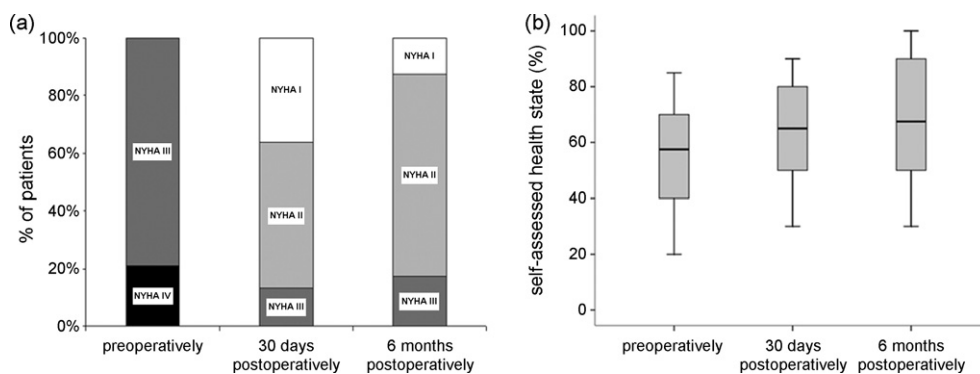 (a)
100%
80%
60%
40%
20%
0%
% of patients
NYHA III
NYHA IV
NYHA I
NYHA II
NYHA III
NYHA I
NYHA II
NYHA III
preoperatively
30 days
postoperatively
6 months
postoperatively
(b)
100
80
60
40
20
0
self-assessed health state (%)
preoperatively
30 days
postoperatively
6 months
postoperatively